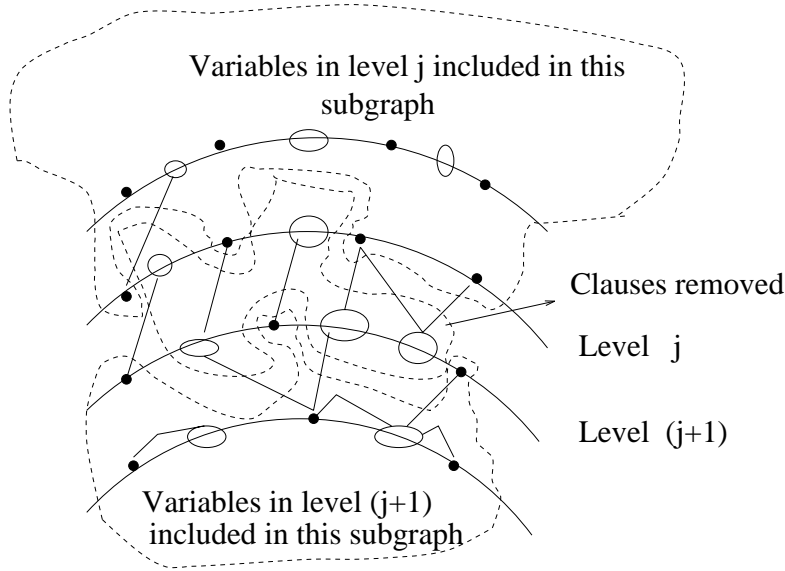 Variables in level j included in this
subgraph
Clauses removed
Level j
Level (j+1)
Variables in level (j+1)
included in this subgraph